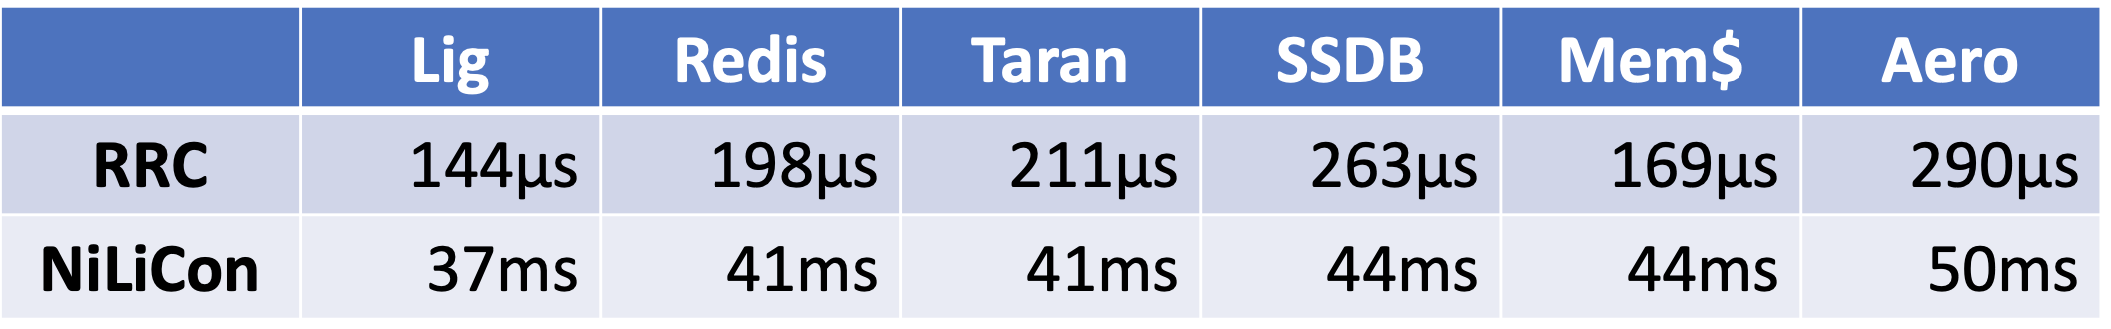 Lig Redis Taran SSDB Mem$ Aero
RRC 144µs 198µs 211µs 263µs 169µs 290µs
NiLiCon 37ms 41ms 41ms 44ms 44ms 50ms